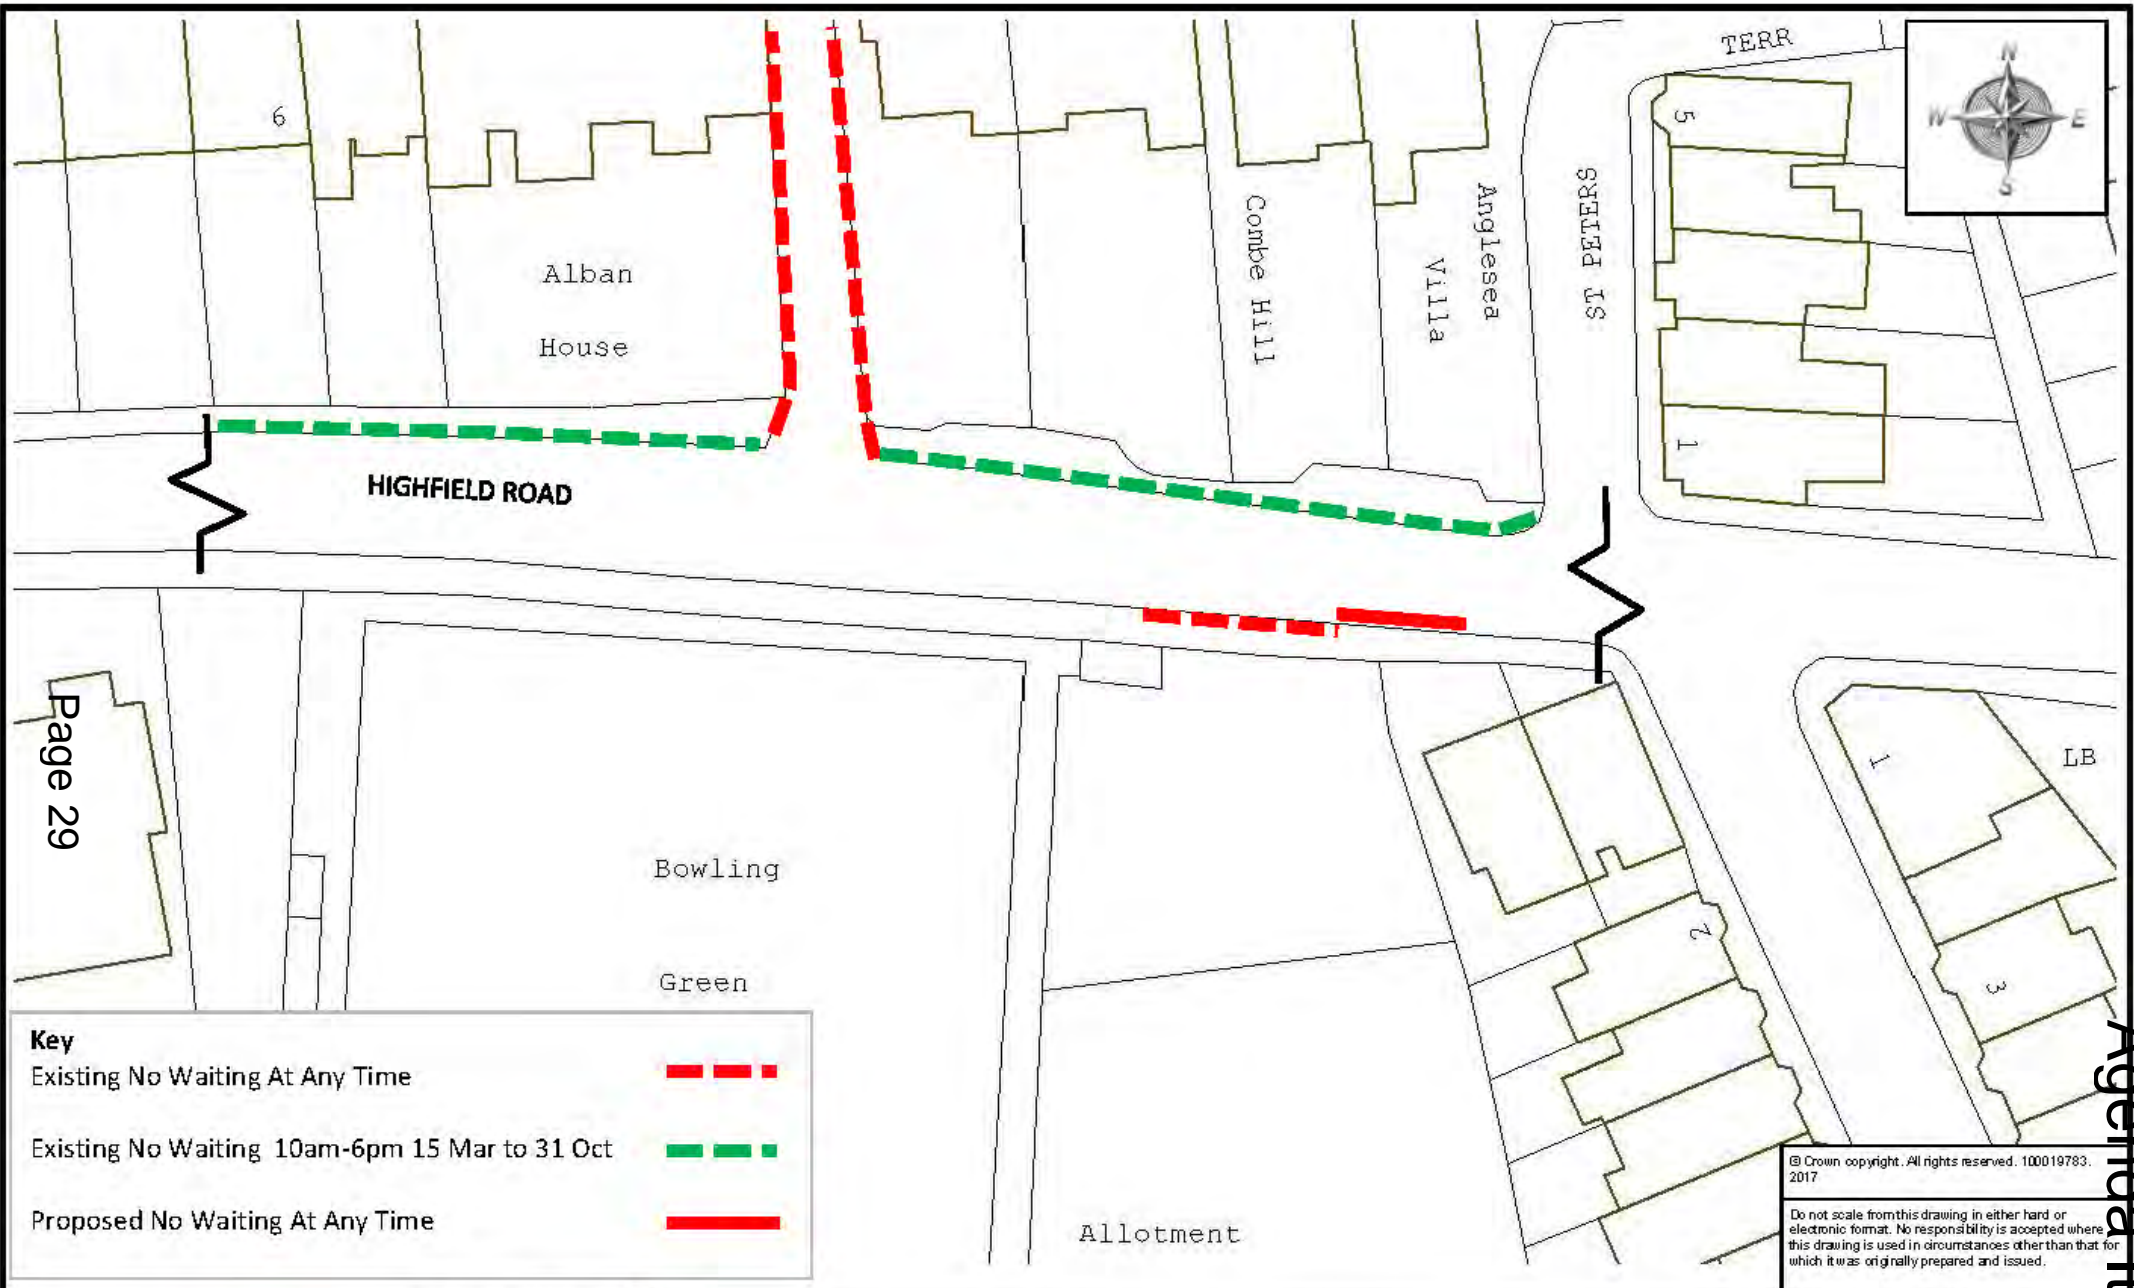 TERR
N
W
E
S
6
5
Alban
House
Combe Hill
Anglesea
Villa
ST PETERS
1
HIGHFIELD ROAD
Page 29
1
LB
Bowling
Green
2
3
Key
Existing No Waiting At Any Time
Existing No Waiting 10am-6pm 15 Mar to 31 Oct
Proposed No Waiting At Any Time
Allotment
© Crown copyright. All rights reserved. 100019783.
2017
Do not scale from this drawing in either hard or
electronic format. No responsibility is accepted where
this drawing is used in circumstances other than that for
which it was originally prepared and issued.
Agenda